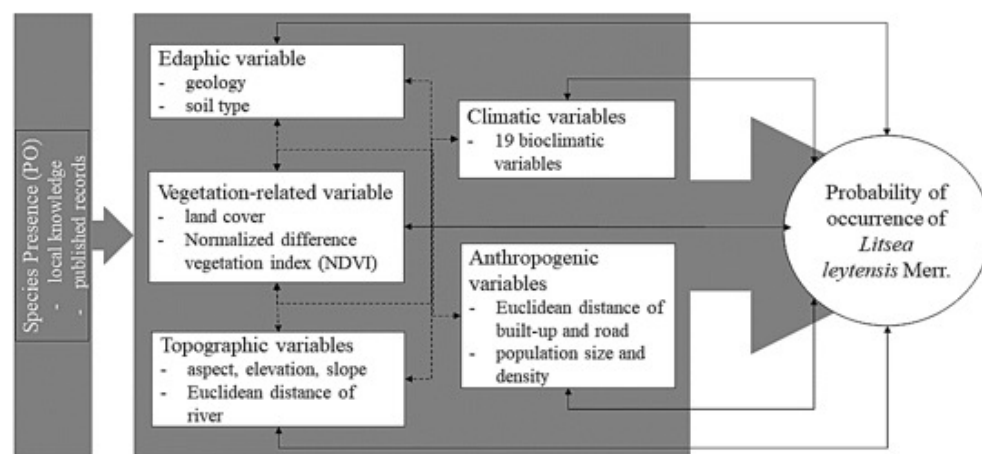 Species Presence (PO)
- local knowledge
- published records
Edaphic variable
- geology
- soil type
Vegetation-related variable
- land cover
- Normalized difference
vegetation index (NDVI)
Topographic variables
- aspect, elevation, slope
- Euclidean distance of
river
Climatic variables
- 19 bioclimatic
variables
Anthropogenic
variables
- Euclidean distance of
built-up and road
- population size and
density
Probability of
occurrence of
Litsea
leytensis Merr.